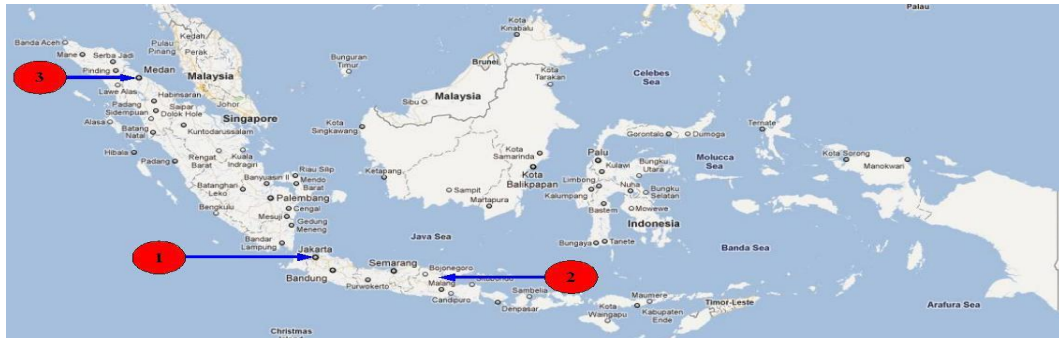 Palau
Banda Aceh
Mane
Serba Jadi
Pinding
Medan
Lawe Alas
Habinsaran
Padang
Sidempuan
Saipar
Dolok Hole
Alasa
Batang
Natal
Kuntodarussalam
Hibala
Padang
Rengat
Barat
Kuala
Indragri
Riau Silip
Mendo
Barat
Banyuasin II
Batanghan
Leko
Palembang
Cengal
Bengkulu
Mesuji
Gedung
Meneng
Bandar
Lampung
Pulau
Pinang
Kedah
Perak
Malaysia
Johor
Singapore
Bunguran
Timur
Kota
Kinabalu
Brunei
Kota
Tarakan
Malaysia
Sibu
Kota
Singkawang
Ketapang
Kota
Samarinda
Kota
Balikpapan
Sampit
Martapura
Celebes
Sea
Gorontalo
Dumoga
Ternate
Palu
Kulawi
Bungku
Utara
Limbong
Nuha
Bungku
Selatan
Kalumpang
Bastem
Mowewe
Indonesia
Bungaya
Tanete
Molucca
Sea
Kota Sorong
Manokwari
Java Sea
Banda Sea
Arafura Sea
Jakarta
Bandung
Semarang
Bojonegoro
Purwokerto
Malang
Candipuro
Denpasar
Sambelia
Kota
Waingapu
Maumere
Kabupaten
Ende
Timor-Leste
Christmas
3
1
2